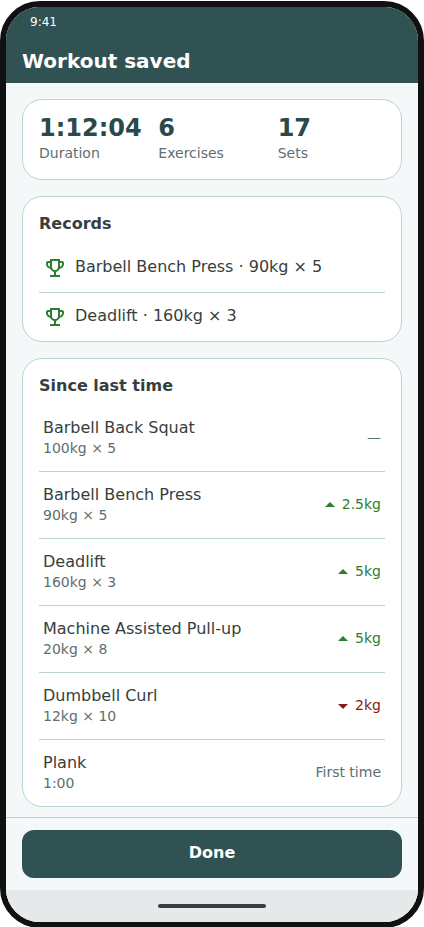 9:41
Workout saved
1:12:04 6 17
Duration Exercises Sets
Records
Barbell Bench Press · 90kg × 5
Deadlift · 160kg × 3
Since last time
Barbell Back Squat
100kg × 5
—
Barbell Bench Press
90kg × 5
2.5kg
Deadlift
160kg × 3
5kg
Machine Assisted Pull-up
20kg × 8
5kg
Dumbbell Curl
12kg × 10
2kg
Plank
1:00
First time
Done